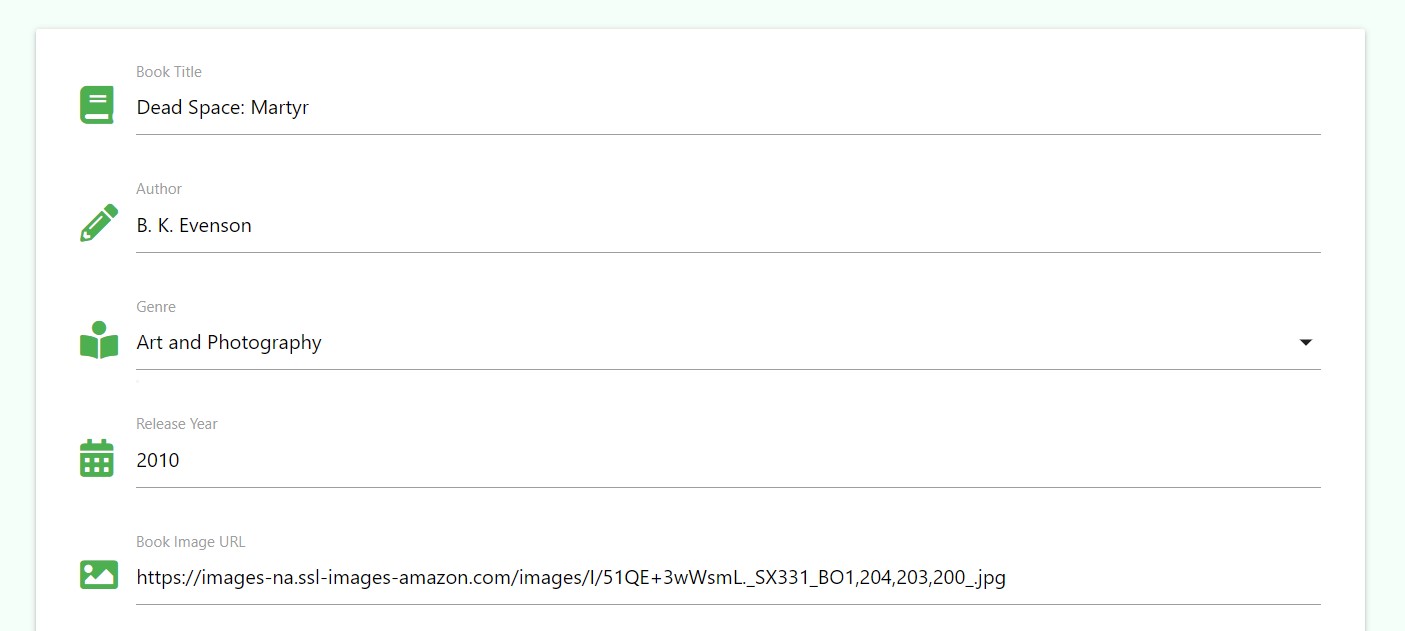 Book Title
Dead Space: Martyr
Author
B. K. Evenson
Genre
Art and Photography
Release Year
2010
Book Image URL
https://images-na.ssl-images-amazon.com/images/I/51QE+3wWsmL._SX331_BO1,204,203,200_.jpg